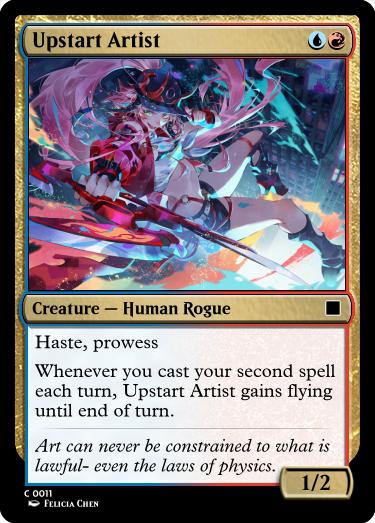 Upstart Artist
Creature — Human Rogue
Haste, prowess
Whenever you cast your second spell
each turn, Upstart Artist gains flying
until end of turn.
Art can never be constrained to what is
lawful- even the laws of physics.
1/2
C 0011
Felicia Chen